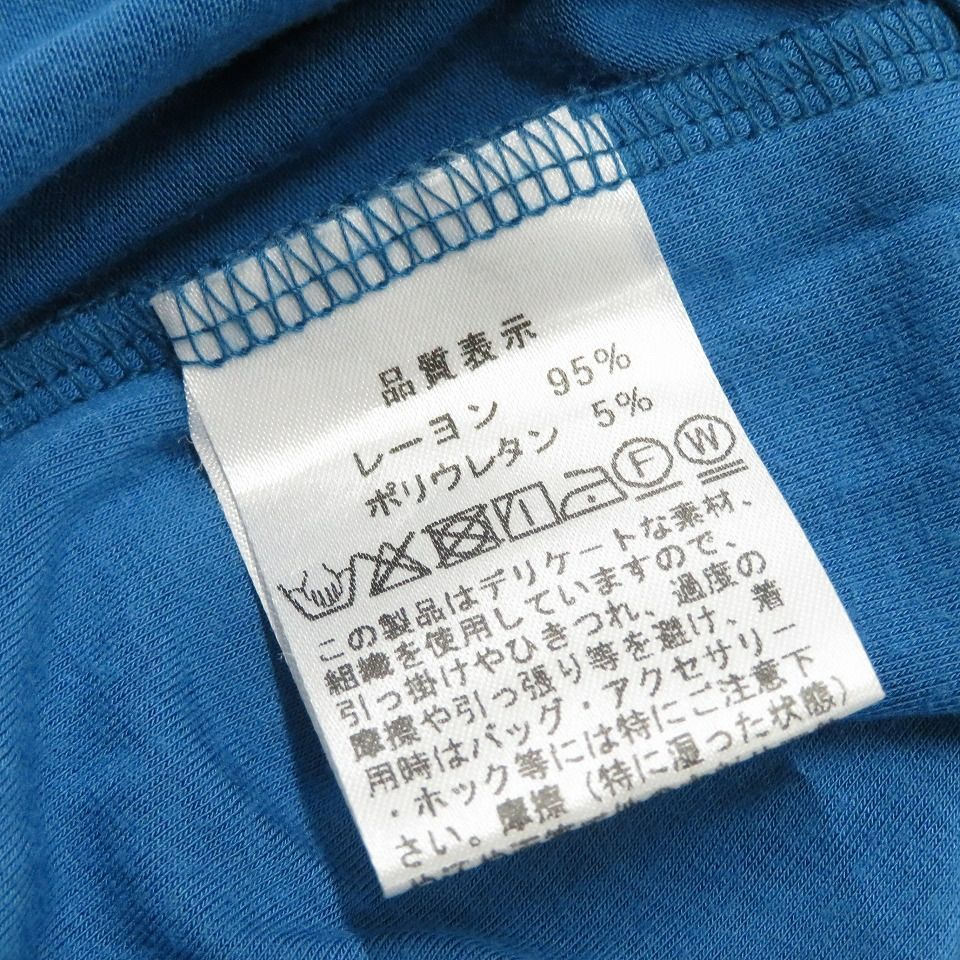 品質表示
レーヨン 95%
ポリウレタン 5%
F W
この製品はデリケートな素材、
組織を使用していますので、
引っ掛けやひきつれ、過度の
摩擦や引っ張り等を避け、着
用時はバッグ・アクセサリー
・ホック等には特にご注意下
さい。摩擦（特に湿った状態）